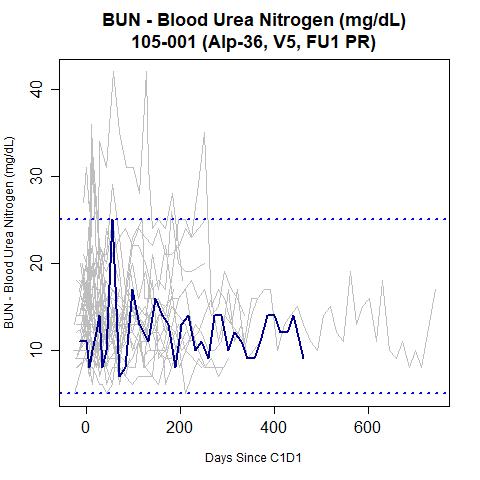 BUN - Blood Urea Nitrogen (mg/dL)
105-001 (Alp-36, V5, FU1 PR)
BUN - Blood Urea Nitrogen (mg/dL)
40
30
20
10
0
200
400
600
Days Since C1D1